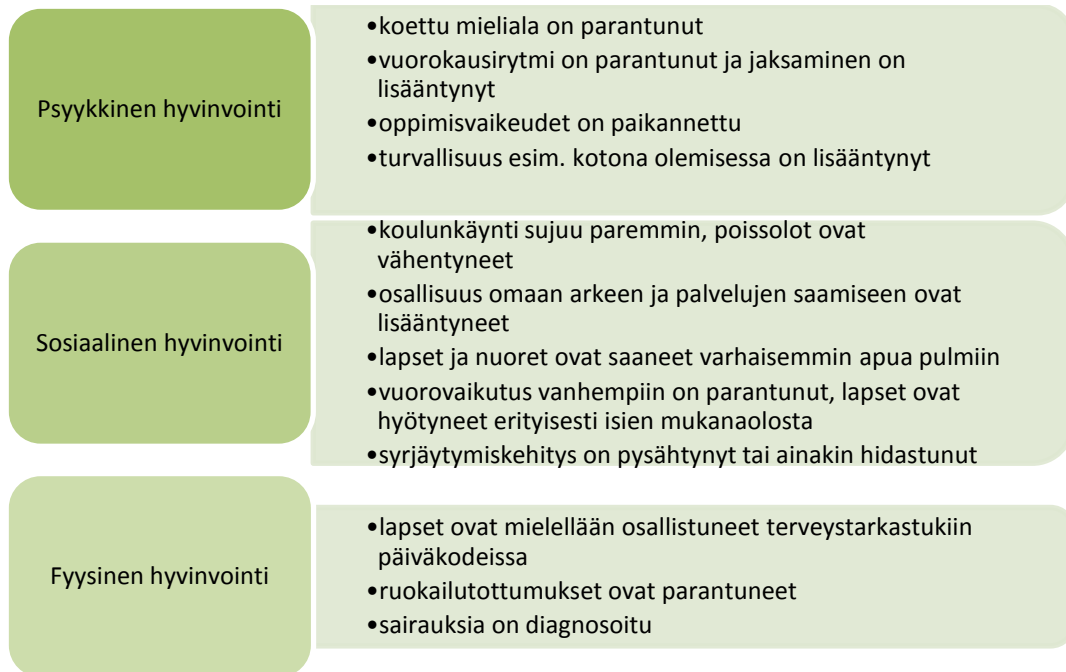 Psyykkinen hyvinvointi
•koettu mieliala on parantunut
•vuorokausirytmi on parantunut ja jaksaminen on
lisääntynyt
•oppimisvaikeudet on paikannettu
•turvallisuus esim. kotona olemisessa on lisääntynyt
Sosiaalinen hyvinvointi
•koulunkäynti sujuu paremmin, poissolot ovat
vähentyneet
•osallisuus omaan arkeen ja palvelujen saamiseen ovat
lisääntyneet
•lapset ja nuoret ovat saaneet varhaisemmin apua pulmiin
•vuorovaikutus vanhempiin on parantunut, lapset ovat
hyötyneet erityisesti isien mukanaolosta
•syrjäytymiskehitys on pysähtynyt tai ainakin hidastunut
Fyysinen hyvinvointi
•lapset ovat mielellään osallistuneet terveystarkastukiin
päiväkodeissa
•ruokailutottumukset ovat parantuneet
•sairauksia on diagnosoitu